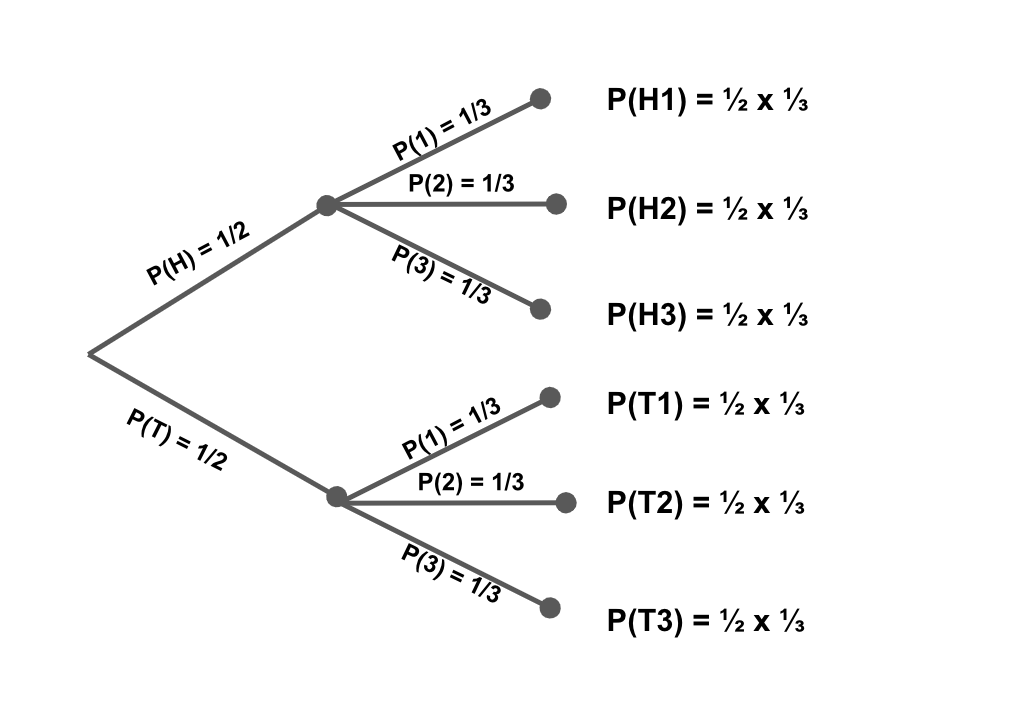 P(1) = 1/3
P(H1) = ½ x ⅓
P(2) = 1/3
P(H2) = ½ x ⅓
P(H) = 1/2
P(3) = 1/3
P(H3) = ½ x ⅓
P(1) = 1/3
P(T1) = ½ x ⅓
P(T) = 1/2
P(2) = 1/3
P(T2) = ½ x ⅓
P(3) = 1/3
P(T3) = ½ x ⅓